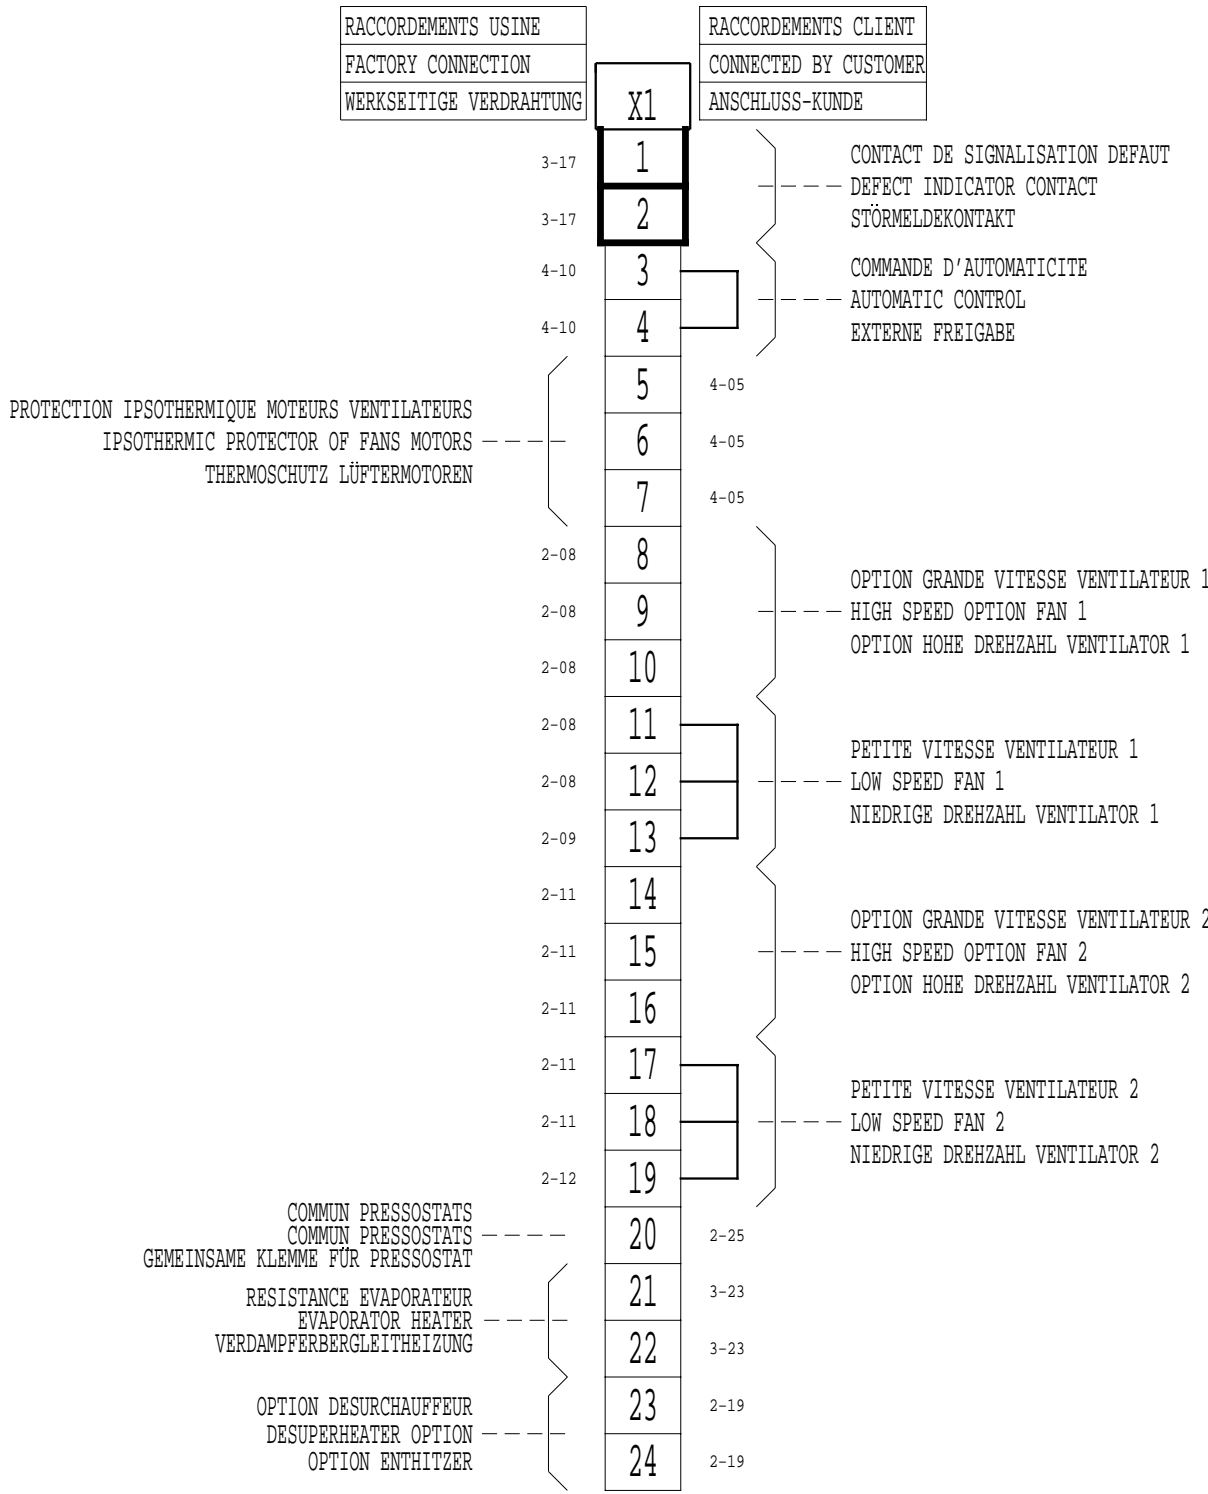 RACCORDEMENTS USINE
FACTORY CONNECTION
WERKSEITIGE VERDRAHTUNG
X1
RACCORDEMENTS CLIENT
CONNECTED BY CUSTOMER
ANSCHLUSS-KUNDE
3-17 1
CONTACT DE SIGNALISATION DEFAUT
DEFECT INDICATOR CONTACT
STÖRMELDEKONTAKT
3-17 2
4-10 3
COMMANDE D'AUTOMATICITE
AUTOMATIC CONTROL
EXTERNE FREIGABE
4-10 4
5 4-05
PROTECTION IPSOTHERMIQUE MOTEURS VENTILATEURS
IPSOTHERMIC PROTECTOR OF FANS MOTORS
THERMOSCHUTZ LÜFTERMOTOREN
6 4-05
7 4-05
2-08 8
OPTION GRANDE VITESSE VENTILATEUR 1
HIGH SPEED OPTION FAN 1
OPTION HOHE DREHZAHL VENTILATOR 1
2-08 9
2-08 10
2-08 11
PETITE VITESSE VENTILATEUR 1
LOW SPEED FAN 1
NIEDRIGE DREHZAHL VENTILATOR 1
2-08 12
2-09 13
2-11 14
OPTION GRANDE VITESSE VENTILATEUR 2
HIGH SPEED OPTION FAN 2
OPTION HOHE DREHZAHL VENTILATOR 2
2-11 15
2-11 16
2-11 17
PETITE VITESSE VENTILATEUR 2
LOW SPEED FAN 2
NIEDRIGE DREHZAHL VENTILATOR 2
2-11 18
2-12 19
COMMUN PRESSOSTATS
COMMUN PRESSOSTATS
GEMEINSAME KLEMME FÜR PRESSOSTAT
20 2-25
RESISTANCE EVAPORATEUR
EVAPORATOR HEATER
VERDAMPFERBERGLEITHEIZUNG
21 3-23
22 3-23
OPTION DESURCHAUFFEUR
DESUPERHEATER OPTION
OPTION ENTHITZER
23 2-19
24 2-19